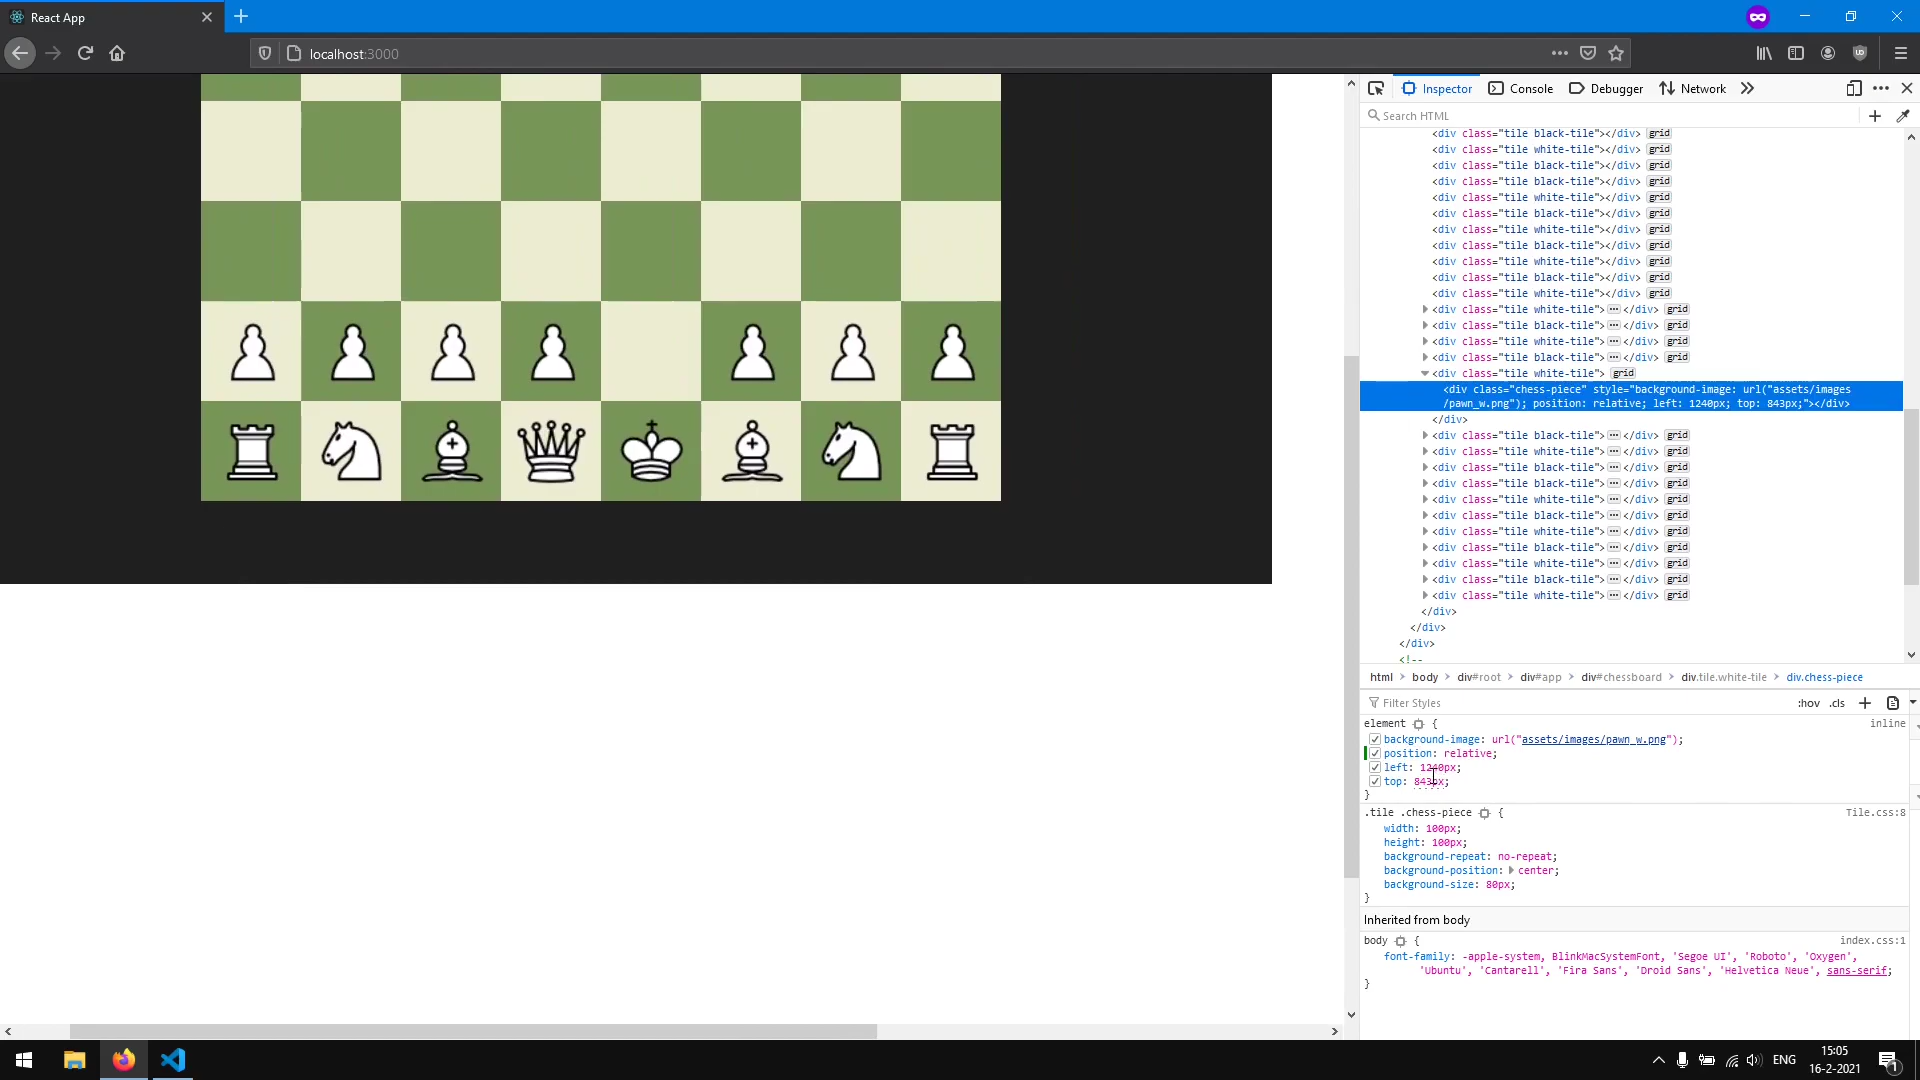 React App
localhost:3000
Inspector
Console
Debugger
Network
Search HTML
<div class="tile black-tile"></div> grid
<div class="tile white-tile"></div> grid
<div class="tile black-tile"></div> grid
<div class="tile black-tile"></div> grid
<div class="tile white-tile"></div> grid
<div class="tile black-tile"></div> grid
<div class="tile white-tile"></div> grid
<div class="tile black-tile"></div> grid
<div class="tile white-tile"></div> grid
<div class="tile black-tile"></div> grid
<div class="tile white-tile"></div> grid
<div class="tile white-tile">···</div> grid
<div class="tile black-tile">···</div> grid
<div class="tile white-tile">···</div> grid
<div class="tile black-tile">···</div> grid
<div class="tile white-tile"> grid
<div class="chess-piece" style="background-image: url("assets/images
/pawn_w.png"); position: relative; left: 1240px; top: 843px;"></div>
</div>
<div class="tile black-tile">···</div> grid
<div class="tile white-tile">···</div> grid
<div class="tile black-tile">···</div> grid
<div class="tile black-tile">···</div> grid
<div class="tile white-tile">···</div> grid
<div class="tile black-tile">···</div> grid
<div class="tile white-tile">···</div> grid
<div class="tile black-tile">···</div> grid
<div class="tile white-tile">···</div> grid
<div class="tile black-tile">···</div> grid
<div class="tile white-tile">···</div> grid
</div>
</div>
</div>
<!--
html > body > div#root > div#app > div#chessboard > div.tile.white-tile > div.chess-piece
Filter Styles
:hov .cls
element { inline
background-image: url("assets/images/pawn_w.png");
position: relative;
left: 1240px;
top: 843px;
}
.tile .chess-piece { Tile.css:8
width: 100px;
height: 100px;
background-repeat: no-repeat;
background-position: center;
background-size: 80px;
}
Inherited from body
body { index.css:1
font-family: -apple-system, BlinkMacSystemFont, 'Segoe UI', 'Roboto', 'Oxygen',
'Ubuntu', 'Cantarell', 'Fira Sans', 'Droid Sans', 'Helvetica Neue', sans-serif;
}
ENG
15:05
16-2-2021
1